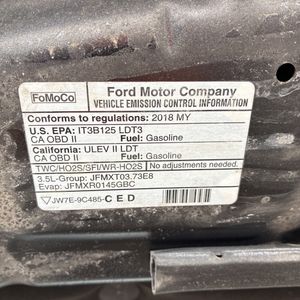 FoMoCo
Ford Motor Company
VEHICLE EMISSION CONTROL INFORMATION
Conforms to regulations: 2018 MY
U.S. EPA: IT3B125 LDT3
CA OBD II Fuel: Gasoline
California: ULEV II LDT
CA OBD II Fuel: Gasoline
TWC/HO2S/SFI/WR-HO2S No adjustments needed.
3.5L-Group: JFMXT03.73E8
Evap: JFMXR0145GBC
JW7E-9C485-C E D